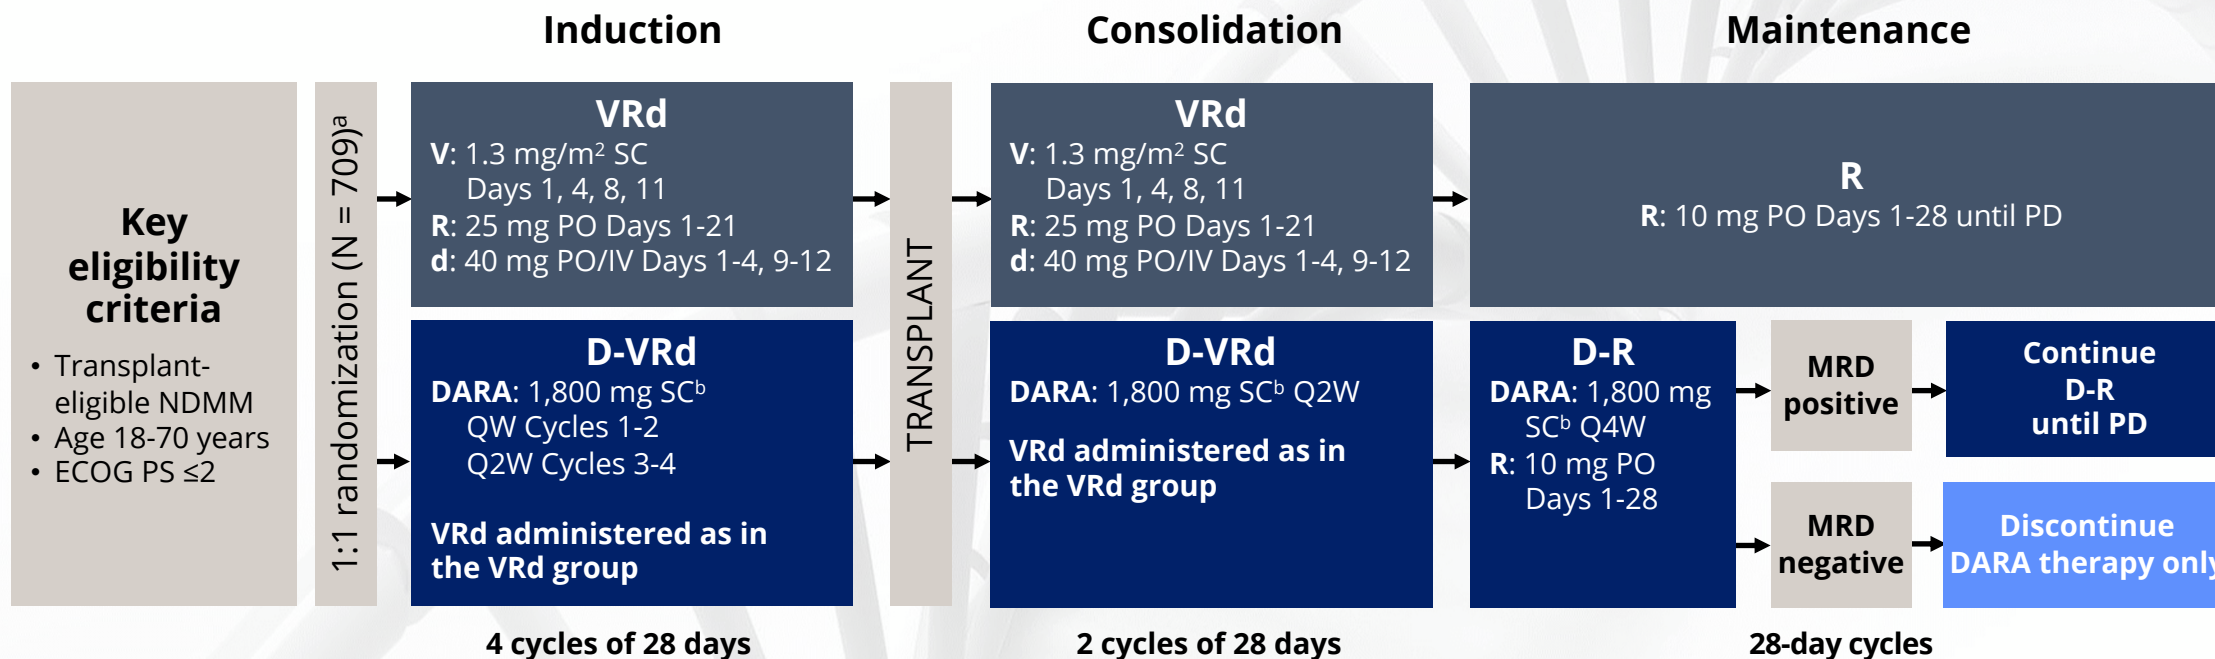 Induction
Consolidation
Maintenance
Key
eligibility
criteria
• Transplant-
eligible NDMM
• Age 18-70 years
• ECOG PS ≤2
1:1 randomization (N = 709)ᵃ
VRd
V: 1.3 mg/m² SC
Days 1, 4, 8, 11
R: 25 mg PO Days 1-21
d: 40 mg PO/IV Days 1-4, 9-12
D-VRd
DARA: 1,800 mg SCᵇ
QW Cycles 1-2
Q2W Cycles 3-4
VRd administered as in
the VRd group
TRANSPLANT
VRd
V: 1.3 mg/m² SC
Days 1, 4, 8, 11
R: 25 mg PO Days 1-21
d: 40 mg PO/IV Days 1-4, 9-12
D-VRd
DARA: 1,800 mg SCᵇ Q2W
VRd administered as in
the VRd group
R
R: 10 mg PO Days 1-28 until PD
D-R
DARA: 1,800 mg
SCᵇ Q4W
R: 10 mg PO
Days 1-28
MRD
positive
Continue
D-R
until PD
MRD
negative
Discontinue
DARA therapy only
4 cycles of 28 days
2 cycles of 28 days
28-day cycles